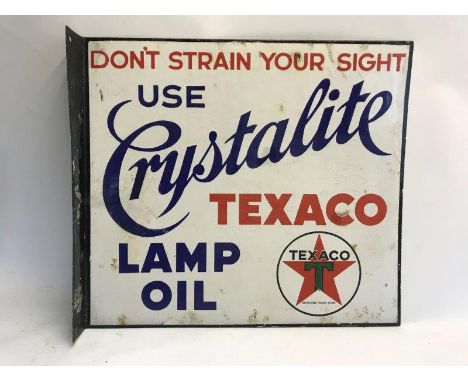 DON'T STRAIN YOUR SIGHT
USE
Crystalite
TEXACO
LAMP
OIL
TEXACO
T